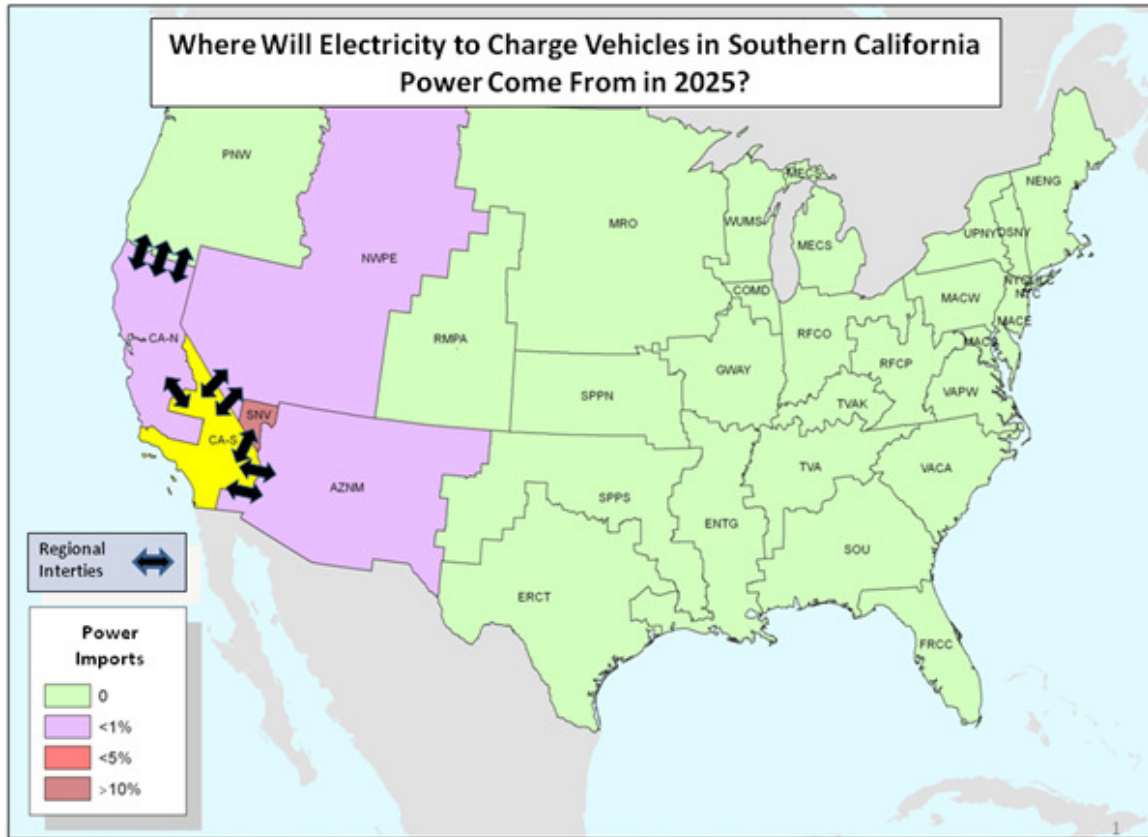 Where Will Electricity to Charge Vehicles in Southern California
Power Come From in 2025?
PNW
MECS
NENG
WUMS
MRO
UPNY
DSNY
MECS
NWPE
COMD
NYC
MACW
CA-N
RFCO
MACE
RMPA
RFCP
GWAY
VAPW
SPPN
TVAK
SNV
CA-S
TVA
VACA
AZNM
SPPS
ENTG
SOU
Regional
Interties
ERCT
Power
Imports
FRCC
0
<1%
<5%
>10%
1